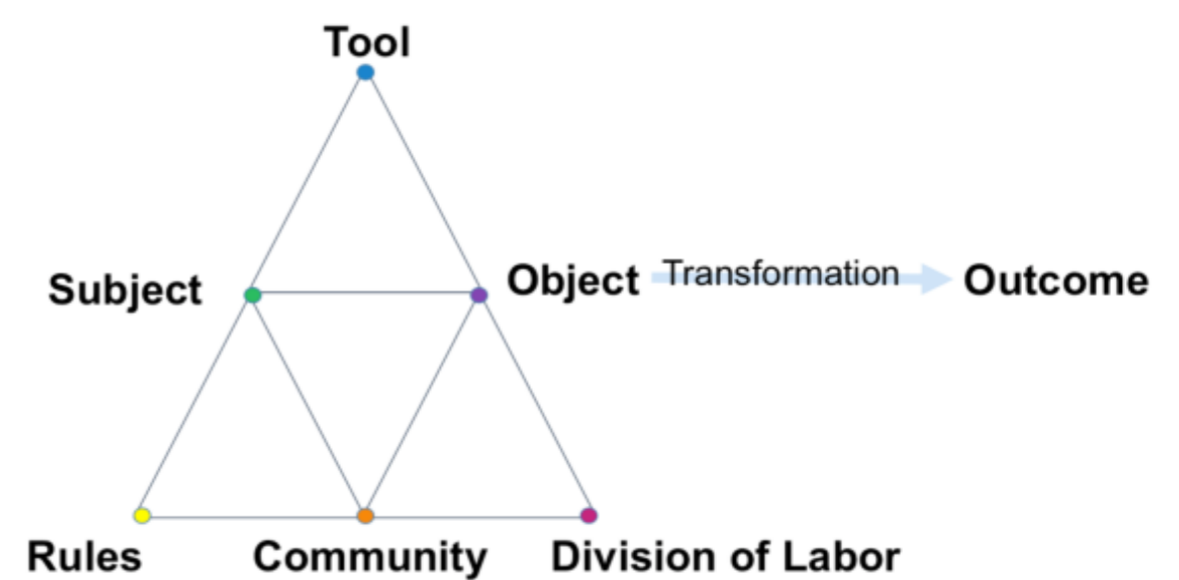 Tool
Subject
Object
Transformation
Outcome
Rules
Community
Division of Labor